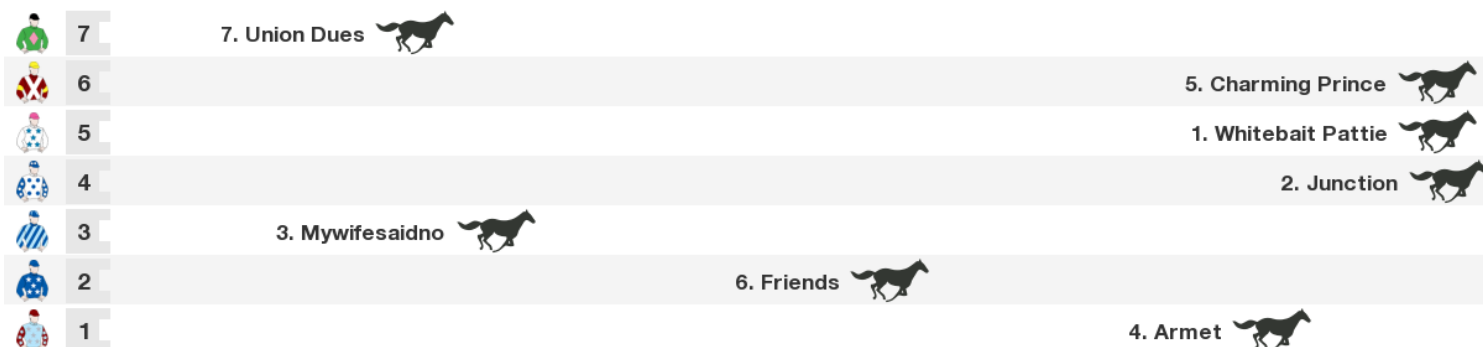 7 7. Union Dues
6 5. Charming Prince
5 1. Whitebait Pattie
4 2. Junction
3 3. Mywifesaidno
2 6. Friends
1 4. Armet